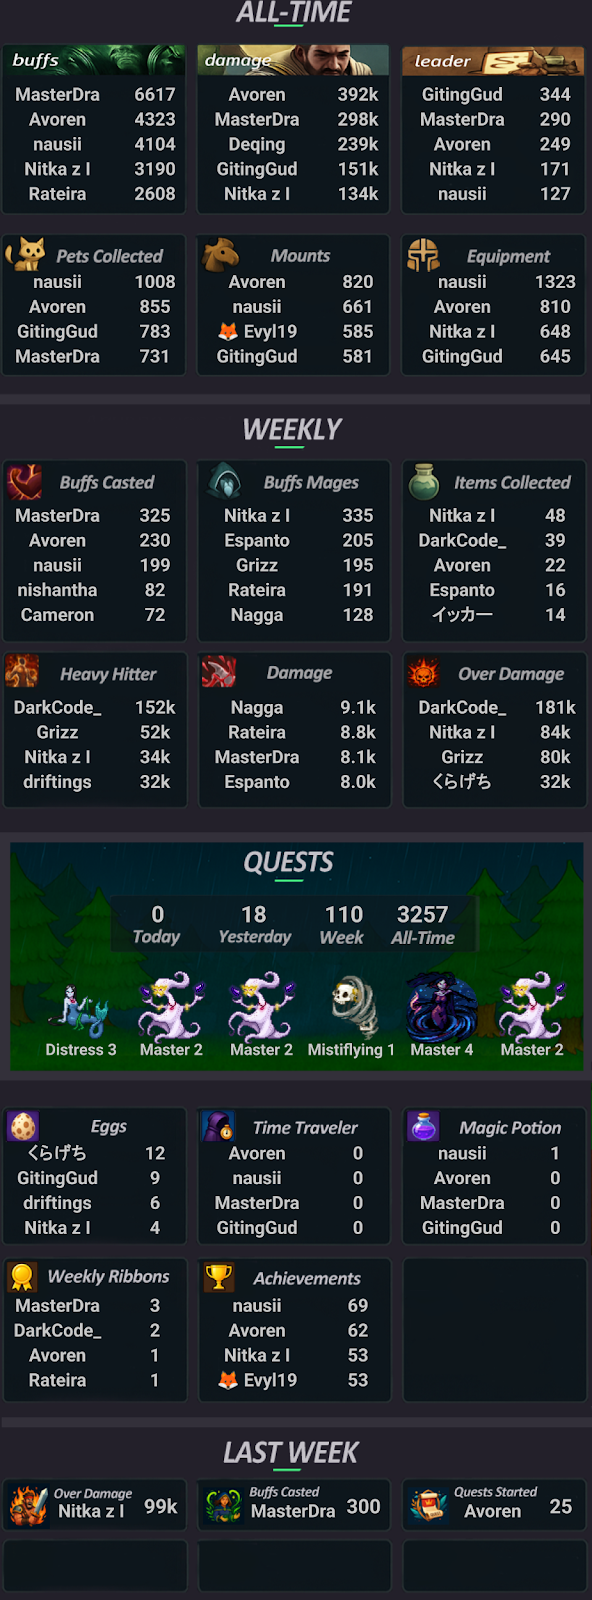 ALL-TIME
buffs
MasterDra 6617
Avoren 4323
nausii 4104
Nitka z I 3190
Rateira 2608
damage
Avoren 392k
MasterDra 298k
Deqing 239k
GitingGud 151k
Nitka z I 134k
leader
GitingGud 344
MasterDra 290
Avoren 249
Nitka z I 171
nausii 127
Pets Collected
nausii 1008
Avoren 855
GitingGud 783
MasterDra 731
Mounts
Avoren 820
nausii 661
🦊 Evyl19 585
GitingGud 581
Equipment
nausii 1323
Avoren 810
Nitka z I 648
GitingGud 645
WEEKLY
Buffs Casted
MasterDra 325
Avoren 230
nausii 199
nishantha 82
Cameron 72
Buffs Mages
Nitka z I 335
Espanto 205
Grizz 195
Rateira 191
Nagga 128
Items Collected
Nitka z I 48
DarkCode_ 39
Avoren 22
Espanto 16
イッカー 14
Heavy Hitter
DarkCode_ 152k
Grizz 52k
Nitka z I 34k
driftings 32k
Damage
Nagga 9.1k
Rateira 8.8k
MasterDra 8.1k
Espanto 8.0k
Over Damage
DarkCode_ 181k
Nitka z I 84k
Grizz 80k
くらげち 32k
QUESTS
0 18 110 3257
Today Yesterday Week All-Time
Distress 3 Master 2 Master 2 Mistiflying 1 Master 4 Master 2
Eggs
くらげち 12
GitingGud 9
driftings 6
Nitka z I 4
Time Traveler
Avoren 0
nausii 0
MasterDra 0
GitingGud 0
Magic Potion
nausii 1
Avoren 0
MasterDra 0
GitingGud 0
Weekly Ribbons
MasterDra 3
DarkCode_ 2
Avoren 1
Rateira 1
Achievements
nausii 69
Avoren 62
Nitka z I 53
🦊 Evyl19 53
LAST WEEK
Over Damage
Nitka z I 99k
Buffs Casted
MasterDra 300
Quests Started
Avoren 25